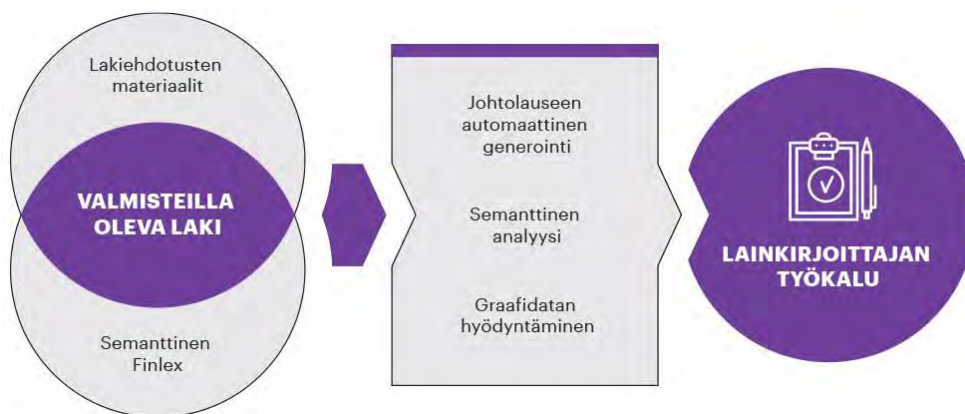 Lakiehdotusten
materiaalit
VALMISTEILLA
OLEVA LAKI
Semanttinen
Finlex
Johtolauseen
automaattinen
generointi
Semanttinen
analyysi
Graafidatan
hyödyntäminen
LAINKIRJOITTAJAN
TYÖKALU